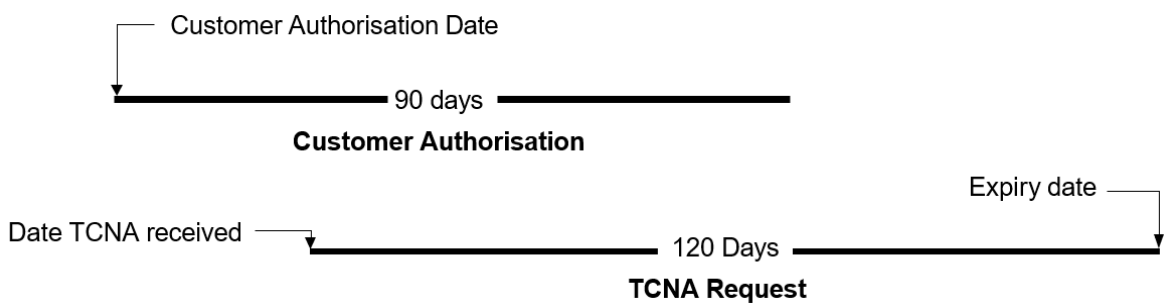 Customer Authorisation Date
90 days
Customer Authorisation
Expiry date
Date TCNA received
120 Days
TCNA Request